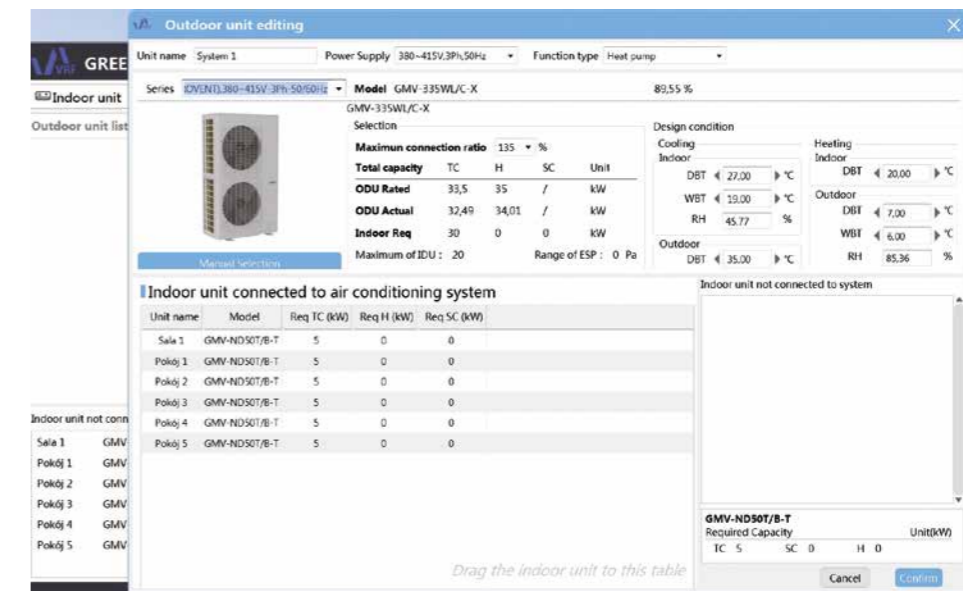 Outdoor unit editing
Unit name System 1 Power Supply 380~415V,3Ph,50Hz Function type Heat pump
VRF GREE
Series (OVENT),380~415V-3Ph-50/60Hz Model GMV-335WL/C-X 89,55 %
Indoor unit
GMV-335WL/C-X
Outdoor unit list
Selection
Maximun connection ratio 135 %
Total capacity TC H SC Unit
ODU Rated 33,5 35 / kW
ODU Actual 32,49 34,01 / kW
Indoor Req 30 0 0 kW
Maximum of IDU : 20 Range of ESP : 0 Pa
Manual Selection
Design condition
Cooling
Indoor
DBT 27,00 °C
WBT 19,00 °C
RH 45,77 %
Outdoor
DBT 35,00 °C
Heeting
Indoor
DBT 20,00 °C
Outdoor
DBT 7,00 °C
WBT 6,00 °C
RH 85,36 %
Indoor unit connected to air conditioning system
Unit name Model Req TC (kW) Req H (kW) Req SC (kW)
Sala 1 GMV-ND50T/B-T 5 0 0
Pokój 1 GMV-ND50T/B-T 5 0 0
Pokój 2 GMV-ND50T/B-T 5 0 0
Pokój 3 GMV-ND50T/B-T 5 0 0
Pokój 4 GMV-ND50T/B-T 5 0 0
Pokój 5 GMV-ND50T/B-T 5 0 0
Drag the indoor unit to this table
Indoor unit not connected to system
GMV-ND50T/B-T
Required Capacity Unit(kW)
TC 5 SC 0 H 0
Cancel Confirm
Indoor unit not conn
Sala 1 GMV
Pokój 1 GMV
Pokój 2 GMV
Pokój 3 GMV
Pokój 4 GMV
Pokój 5 GMV